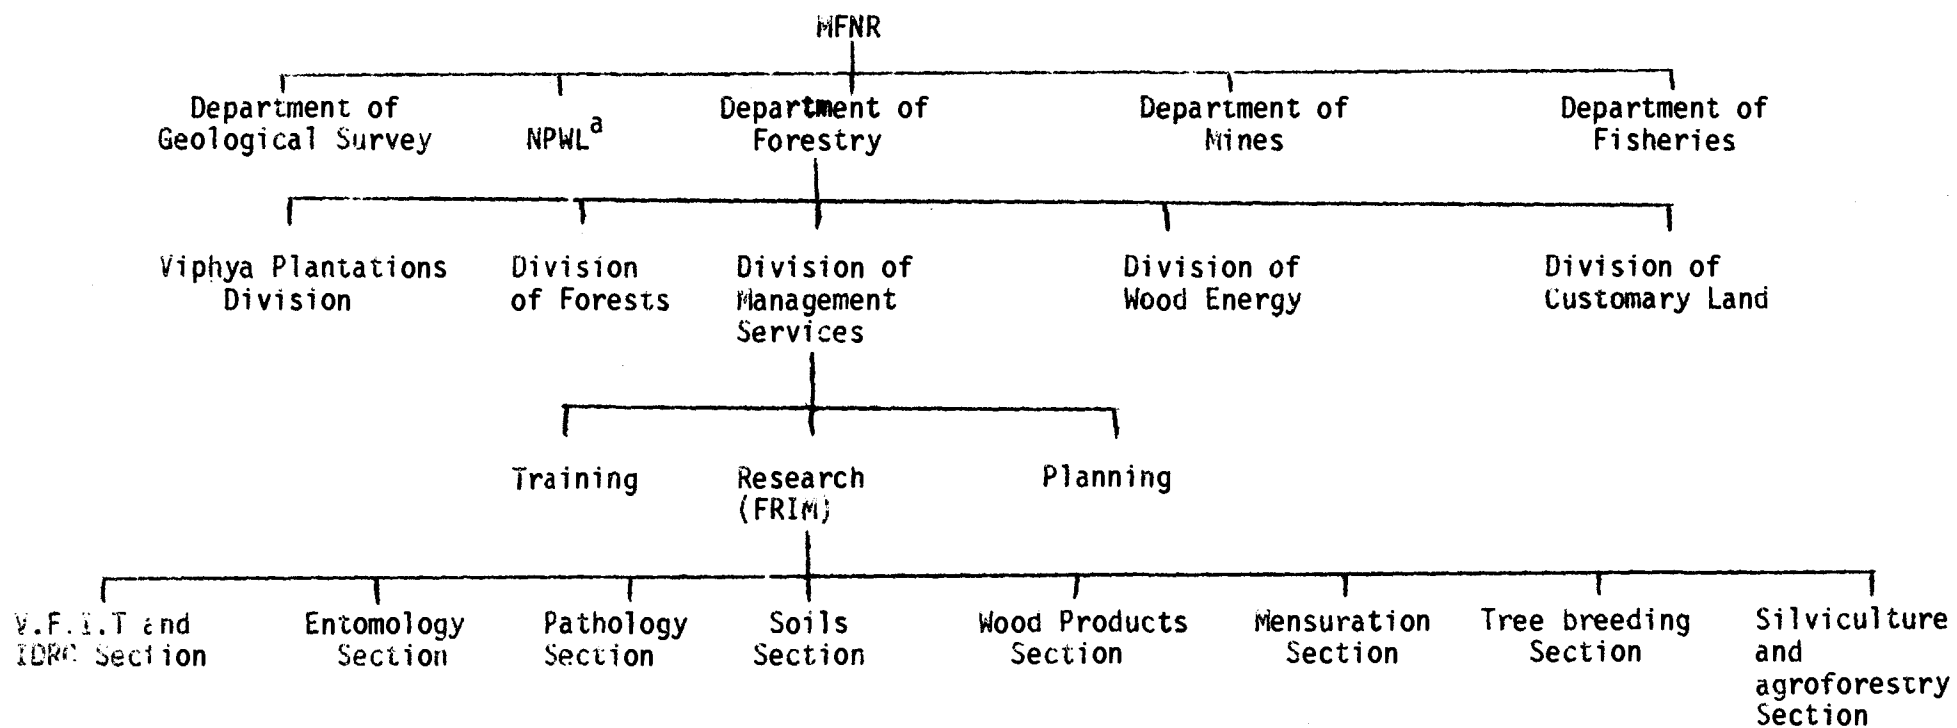 MFNR
Department of
Geological Survey
NPWL a
Department of
Forestry
Department of
Mines
Department of
Fisheries
Viphya Plantations
Division
Division
of Forests
Division of
Management
Services
Division of
Wood Energy
Division of
Customary Land
Training
Research
(FRIM)
Planning
V.F.I.T and
IDRC Section
Entomology
Section
Pathology
Section
Soils
Section
Wood Products
Section
Mensuration
Section
Tree breeding
Section
Silviculture
and
agroforestry
Section